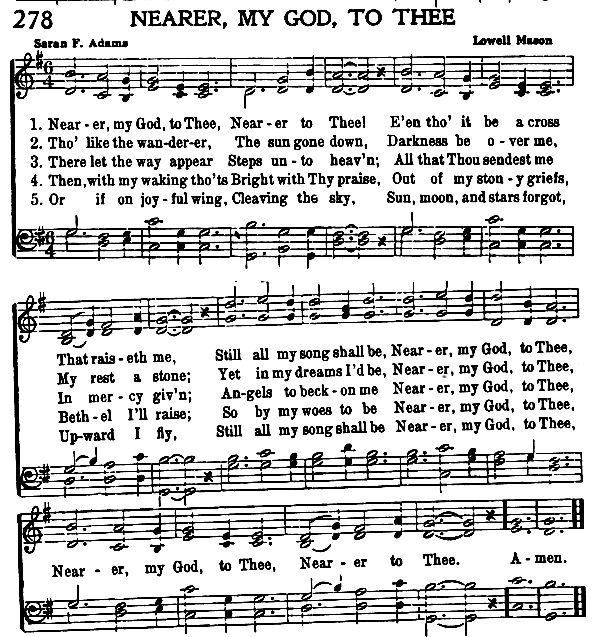 278 NEARER, MY GOD, TO THEE
Sarah F. Adams Lowell Mason
6 4
1. Near - er, my God, to Thee, Near - er to Thee! E'en tho' it be a cross
2. Tho' like the wan-der-er, The sun gone down, Darkness be o - ver me,
3. There let the way appear Steps un - to heav'n; All that Thou sendest me
4. Then, with my waking tho'ts Bright with Thy praise, Out of my ston - y griefs,
5. Or if on joy - ful wing, Cleaving the sky, Sun, moon, and stars forgot,
6 4
That rais - eth me, Still all my song shall be, Near - er, my God, to Thee,
My rest a stone; Yet in my dreams I'd be, Near - er, my God, to Thee,
In mer - cy giv'n; An-gels to beck - on me Near - er, my God, to Thee,
Beth - el I'll raise; So by my woes to be Near - er, my God, to Thee,
Up-ward I fly, Still all my song shall be Near - er, my God, to Thee,
Near - er, my God, to Thee, Near - er to Thee. A - men.